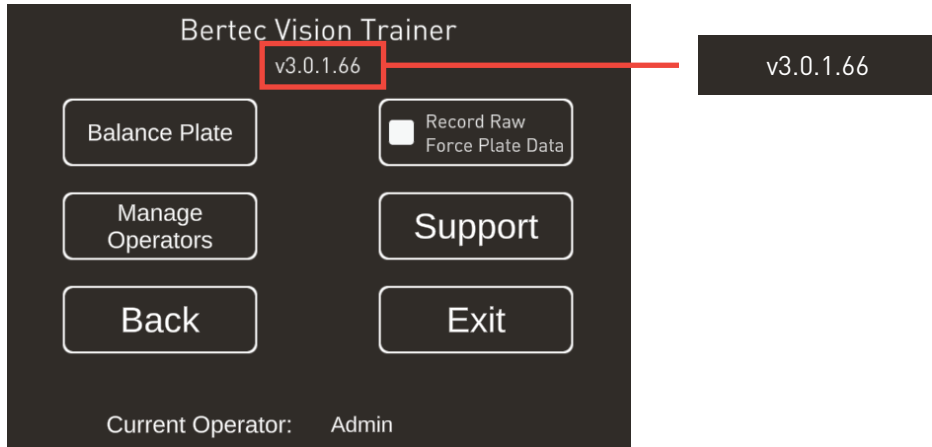 Bertec Vision Trainer
v3.0.1.66
v3.0.1.66
Balance Plate
Record Raw
Force Plate Data
Manage
Operators
Support
Back
Exit
Current Operator: Admin